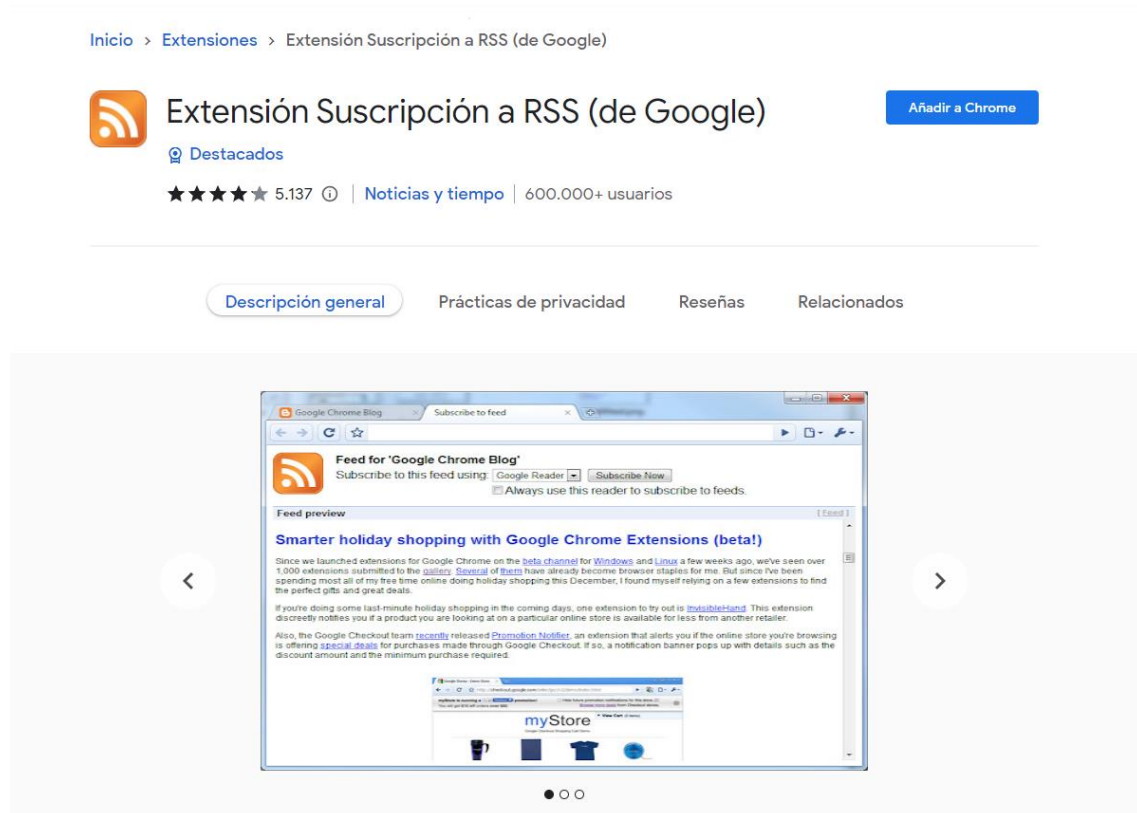 Inicio > Extensiones > Extensión Suscripción a RSS (de Google)
Extensión Suscripción a RSS (de Google)
Añadir a Chrome
Destacados
5.137 | Noticias y tiempo | 600.000+ usuarios
Descripción general Prácticas de privacidad Reseñas Relacionados
Google Chrome Blog Subscribe to feed
Feed for 'Google Chrome Blog'
Subscribe to this feed using: Google Reader Subscribe Now
Always use this reader to subscribe to feeds.
Feed preview [Feed]
Smarter holiday shopping with Google Chrome Extensions (beta!)
Since we launched extensions for Google Chrome on the beta channel for Windows and Linux a few weeks ago, we've seen over
1,000 extensions submitted to the gallery. Several of them have already become browser staples for me. But since I've been
spending most all of my free time online doing holiday shopping this December, I found myself relying on a few extensions to find
the perfect gifts and great deals.
If you're doing some last-minute holiday shopping in the coming days, one extension to try out is InvisibleHand. This extension
discreetly notifies you if a product you are looking at on a particular online store is available for less from another retailer.
Also, the Google Checkout team recently released Promotion Notifier, an extension that alerts you if the online store you're browsing
is offering special deals for purchases made through Google Checkout. If so, a notification banner pops up with details such as the
discount amount and the minimum purchase required.
myStore